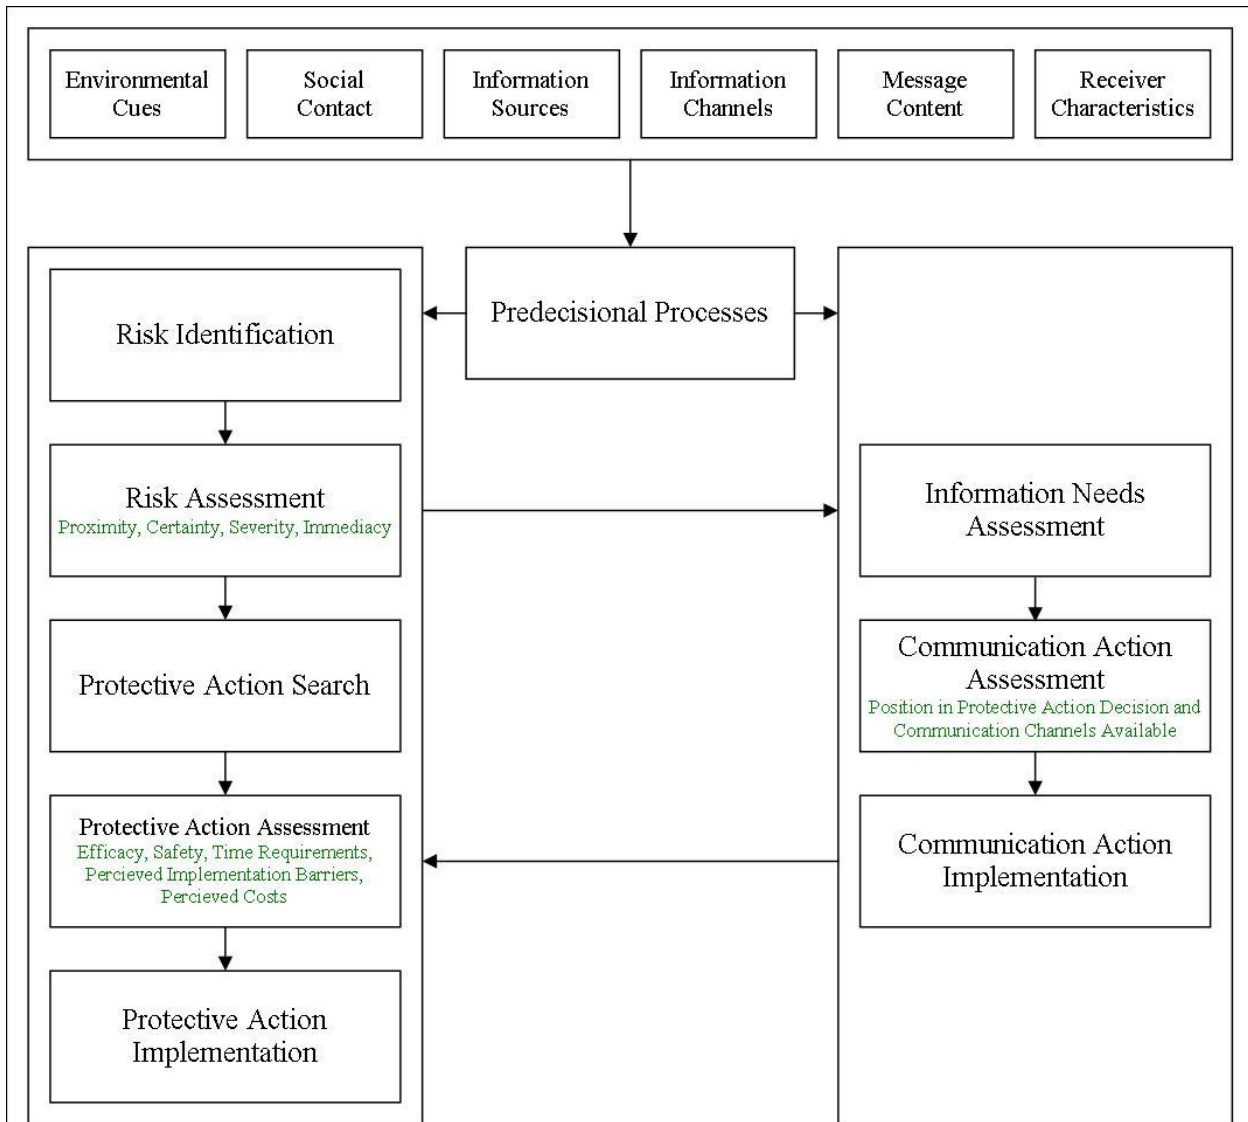 Environmental
Cues
Social
Contact
Information
Sources
Information
Channels
Message
Content
Receiver
Characteristics
Predecisional Processes
Risk Identification
Risk Assessment
Proximity, Certainty, Severity, Immediacy
Protective Action Search
Protective Action Assessment
Efficacy, Safety, Time Requirements,
Percieved Implementation Barriers,
Percieved Costs
Protective Action
Implementation
Information Needs
Assessment
Communication Action
Assessment
Position in Protective Action Decision and
Communication Channels Available
Communication Action
Implementation